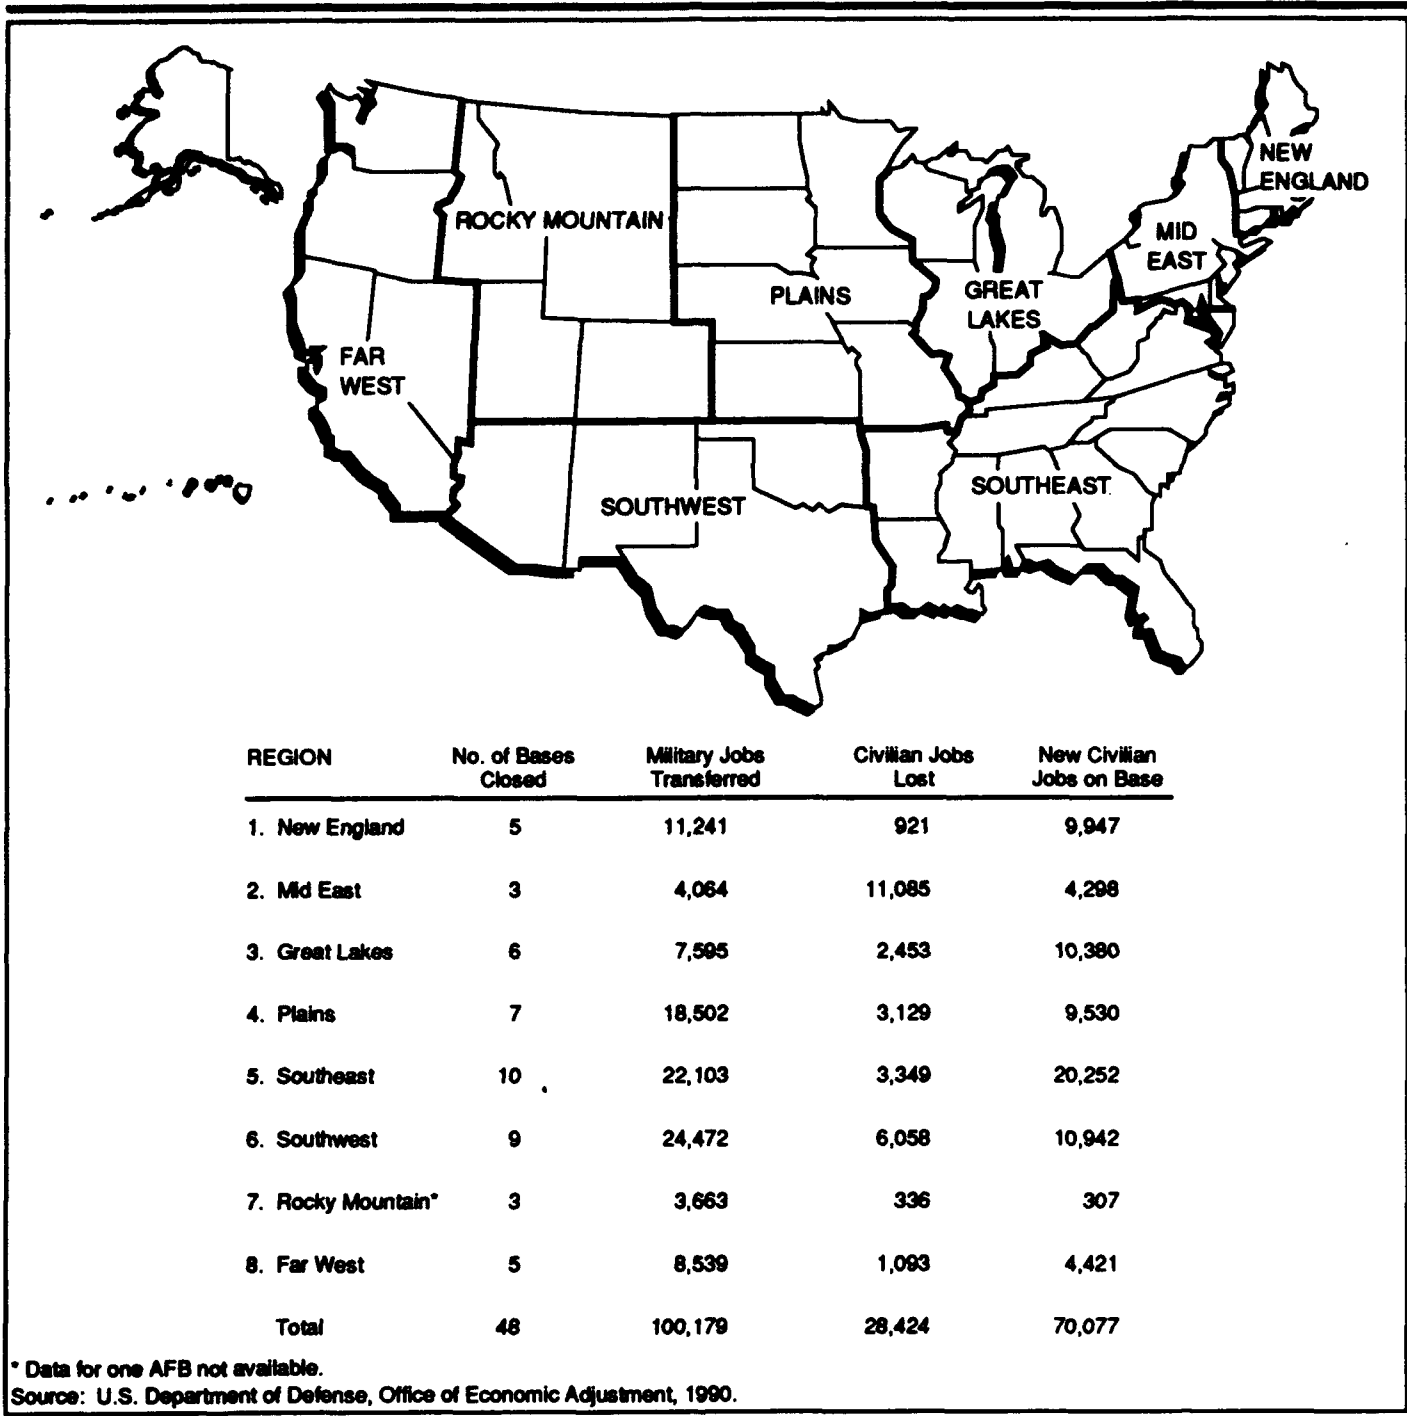 NEW
ENGLAND
MID
EAST
ROCKY MOUNTAIN
PLAINS
GREAT
LAKES
FAR
WEST
SOUTHWEST
SOUTHEAST
REGION No. of Bases Closed Military Jobs Transferred Civilian Jobs Lost New Civilian Jobs on Base
1. New England 5 11,241 921 9,947
2. Mid East 3 4,064 11,085 4,298
3. Great Lakes 6 7,595 2,453 10,380
4. Plains 7 18,502 3,129 9,530
5. Southeast 10 22,103 3,349 20,252
6. Southwest 9 24,472 6,058 10,942
7. Rocky Mountain* 3 3,663 336 307
8. Far West 5 8,539 1,093 4,421
Total 48 100,179 28,424 70,077
* Data for one AFB not available.
Source: U.S. Department of Defense, Office of Economic Adjustment, 1990.